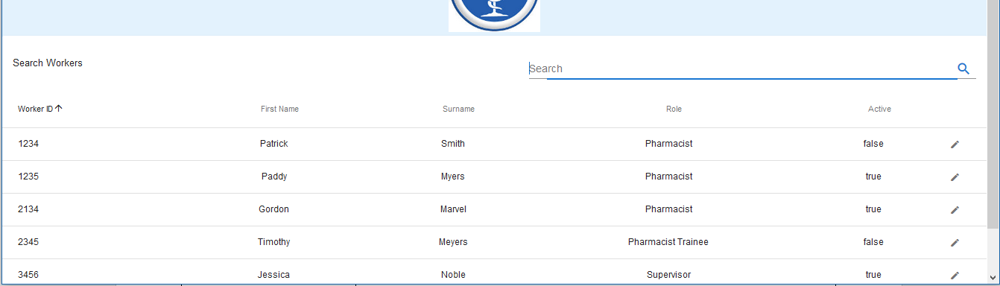 Search Workers
Search
Worker ID First Name Surname Role Active
1234 Patrick Smith Pharmacist false
1235 Paddy Myers Pharmacist true
2134 Gordon Marvel Pharmacist true
2345 Timothy Meyers Pharmacist Trainee false
3456 Jessica Noble Supervisor true